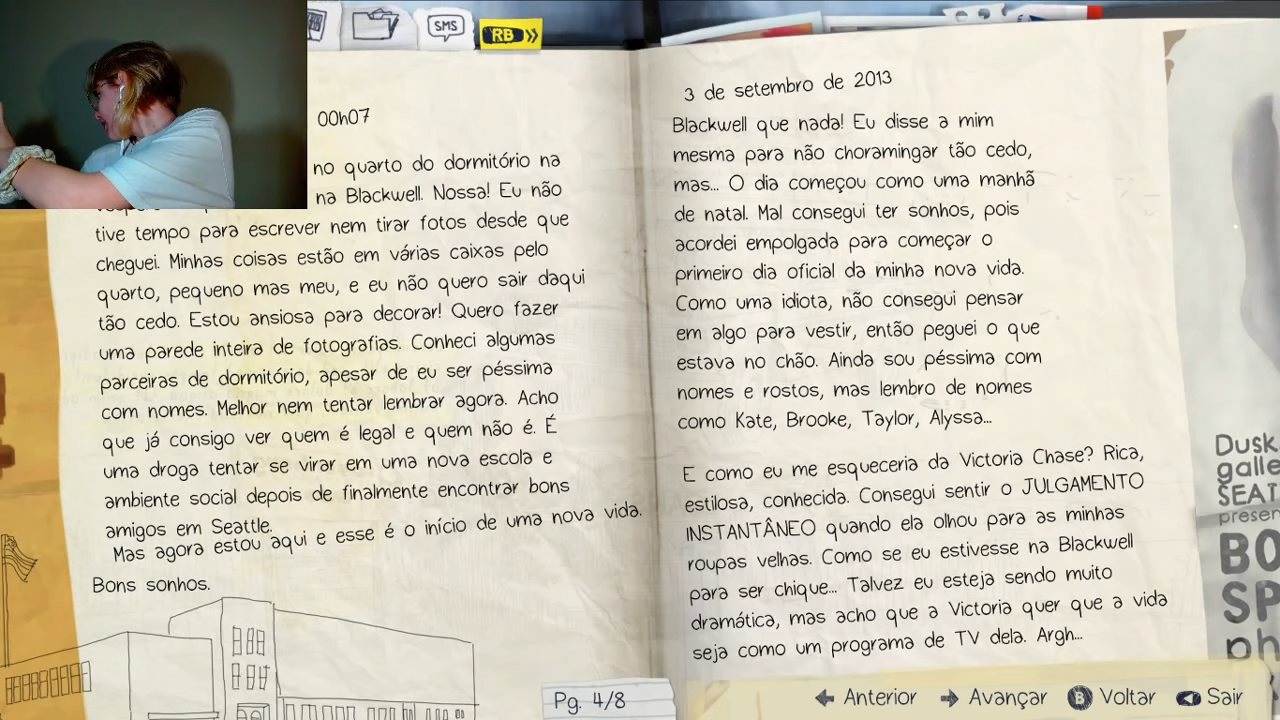 SMS
RB
00h07
no quarto do dormitório na
na Blackwell. Nossa! Eu não
tive tempo para escrever nem tirar fotos desde que
cheguei. Minhas coisas estão em várias caixas pelo
quarto, pequeno mas meu, e eu não quero sair daqui
tão cedo. Estou ansiosa para decorar! Quero fazer
uma parede inteira de fotografias. Conheci algumas
parceiras de dormitório, apesar de eu ser péssima
com nomes. Melhor nem tentar lembrar agora. Acho
que já consigo ver quem é legal e quem não é. É
uma droga tentar se virar em uma nova escola e
ambiente social depois de finalmente encontrar bons
amigos em Seattle.
Mas agora estou aqui e esse é o início de uma nova vida.
Bons sonhos.
3 de setembro de 2013
Blackwell que nada! Eu disse a mim
mesma para não choramingar tão cedo,
mas... O dia começou como uma manhã
de natal. Mal consegui ter sonhos, pois
acordei empolgada para começar o
primeiro dia oficial da minha nova vida.
Como uma idiota, não consegui pensar
em algo para vestir, então peguei o que
estava no chão. Ainda sou péssima com
nomes e rostos, mas lembro de nomes
como Kate, Brooke, Taylor, Alyssa...
E como eu me esqueceria da Victoria Chase? Rica,
estilosa, conhecida. Consegui sentir o JULGAMENTO
INSTANTÂNEO quando ela olhou para as minhas
roupas velhas. Como se eu estivesse na Blackwell
para ser chique... Talvez eu esteja sendo muito
dramática, mas acho que a Victoria quer que a vida
seja como um programa de TV dela. Argh...
Dusk
galle
SEAT
presen
BO
SP
ph
Pg. 4/8
Anterior
Avançar
B Voltar
Sair